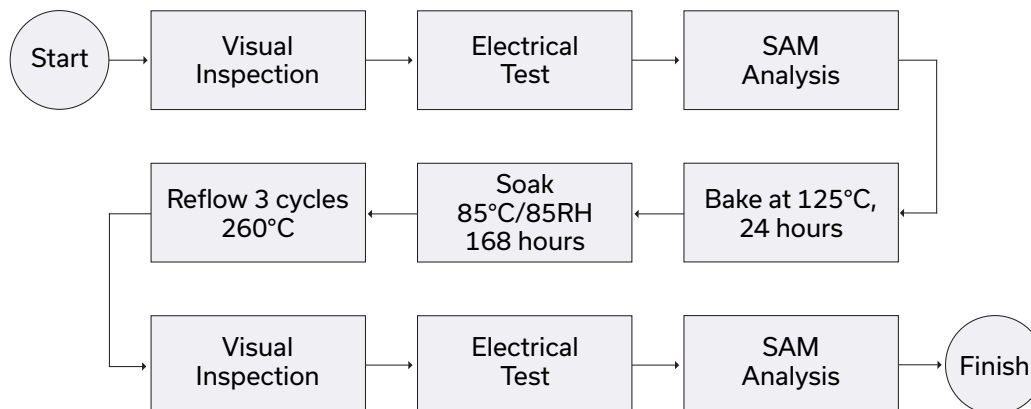 Start
Visual
Inspection
Electrical
Test
SAM
Analysis
Bake at 125°C,
24 hours
Soak
85°C/85RH
168 hours
Reflow 3 cycles
260°C
Visual
Inspection
Electrical
Test
SAM
Analysis
Finish